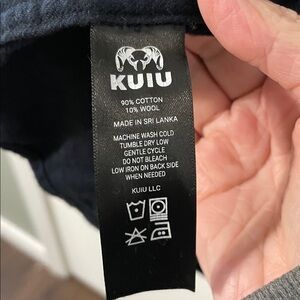 KUIU
90% COTTON
10% WOOL
MADE IN SRI LANKA
MACHINE WASH COLD
TUMBLE DRY LOW
GENTLE CYCLE
DO NOT BLEACH
LOW IRON ON BACK SIDE
WHEN NEEDED
KUIU LLC